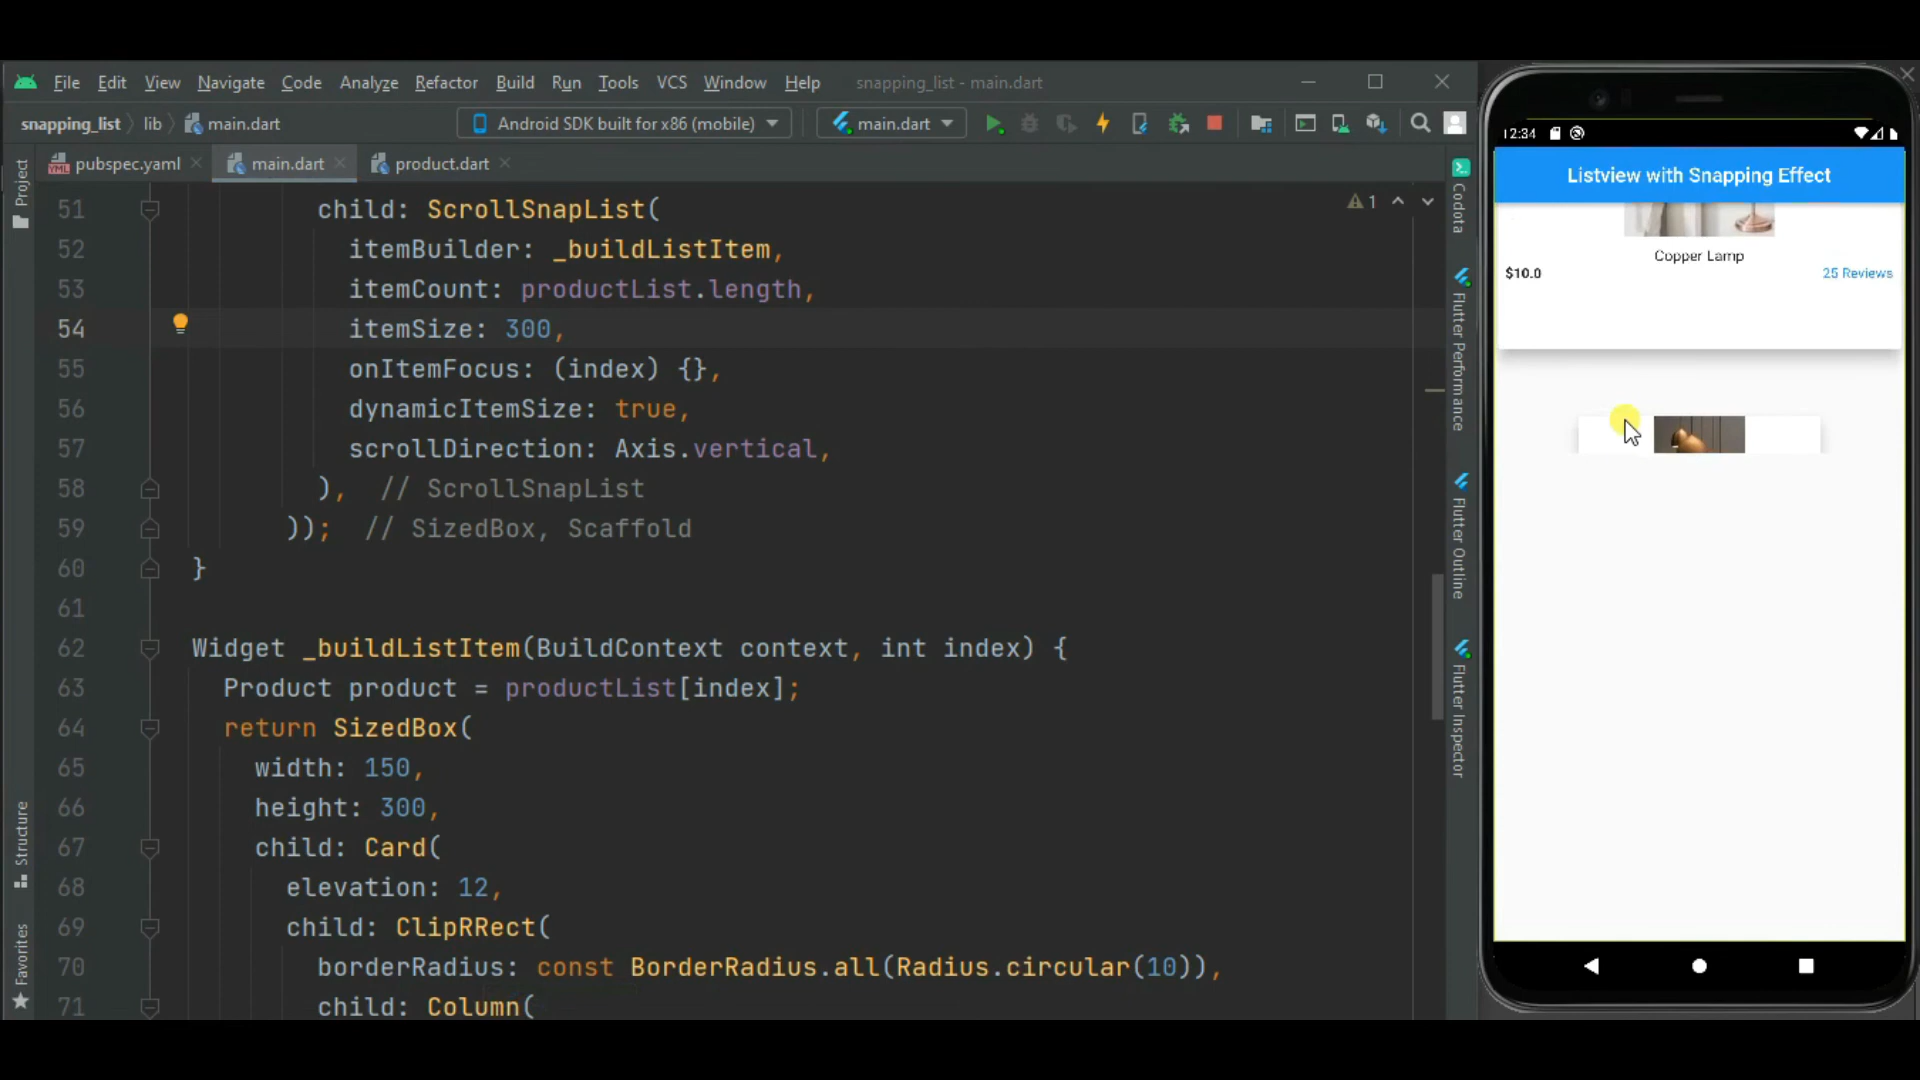 File Edit View Navigate Code Analyze Refactor Build Run Tools VCS Window Help snapping_list - main.dart
snapping_list lib main.dart Android SDK built for x86 (mobile) main.dart
pubspec.yaml main.dart product.dart
Project
Structure
Favorites
51 child: ScrollSnapList(
52 itemBuilder: _buildListItem,
53 itemCount: productList.length,
54 itemSize: 300,
55 onItemFocus: (index) {},
56 dynamicItemSize: true,
57 scrollDirection: Axis.vertical,
58 ), // ScrollSnapList
59 )); // SizedBox, Scaffold
60 }
61
62 Widget _buildListItem(BuildContext context, int index) {
63 Product product = productList[index];
64 return SizedBox(
65 width: 150,
66 height: 300,
67 child: Card(
68 elevation: 12,
69 child: ClipRRect(
70 borderRadius: const BorderRadius.all(Radius.circular(10)),
71 child: Column(
1
Codota
Flutter Performance
Flutter Outline
Flutter Inspector
12:34
Listview with Snapping Effect
Copper Lamp
$10.0 25 Reviews